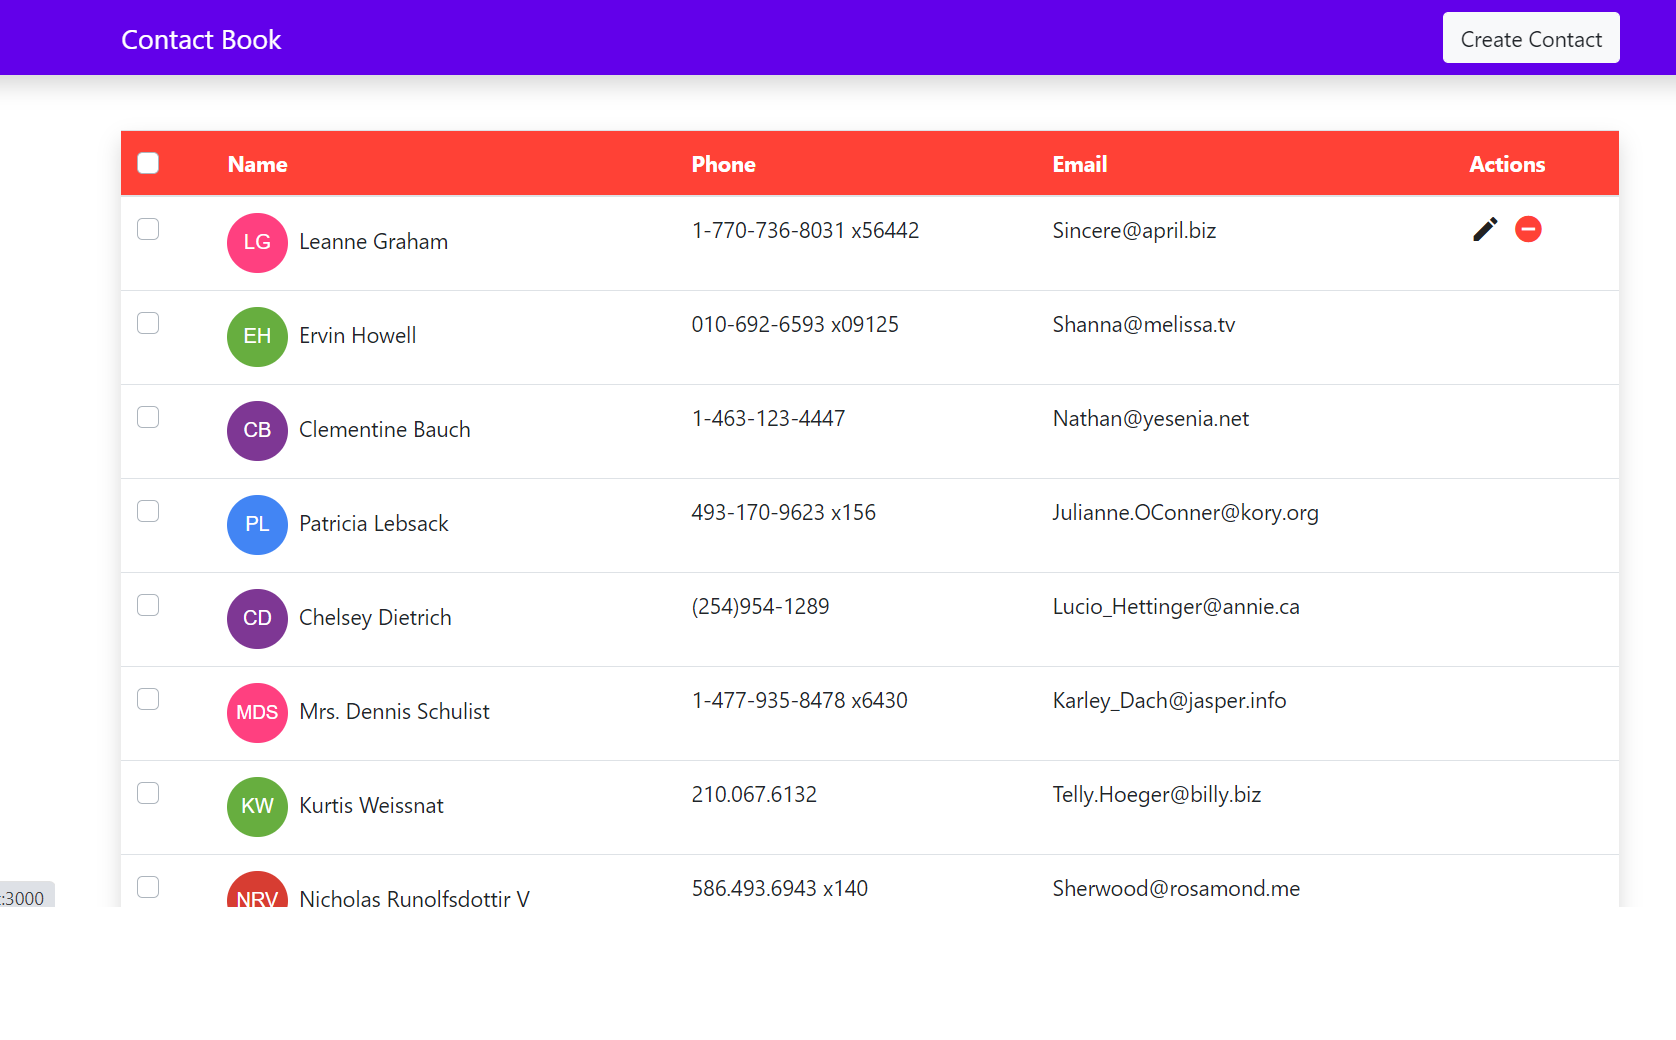 Contact Book Create Contact
Name Phone Email Actions
LG Leanne Graham 1-770-736-8031 x56442 Sincere@april.biz
EH Ervin Howell 010-692-6593 x09125 Shanna@melissa.tv
CB Clementine Bauch 1-463-123-4447 Nathan@yesenia.net
PL Patricia Lebsack 493-170-9623 x156 Julianne.OConner@kory.org
CD Chelsey Dietrich (254)954-1289 Lucio_Hettinger@annie.ca
MDS Mrs. Dennis Schulist 1-477-935-8478 x6430 Karley_Dach@jasper.info
KW Kurtis Weissnat 210.067.6132 Telly.Hoeger@billy.biz
NRV Nicholas Runolfsdottir V 586.493.6943 x140 Sherwood@rosamond.me
:3000